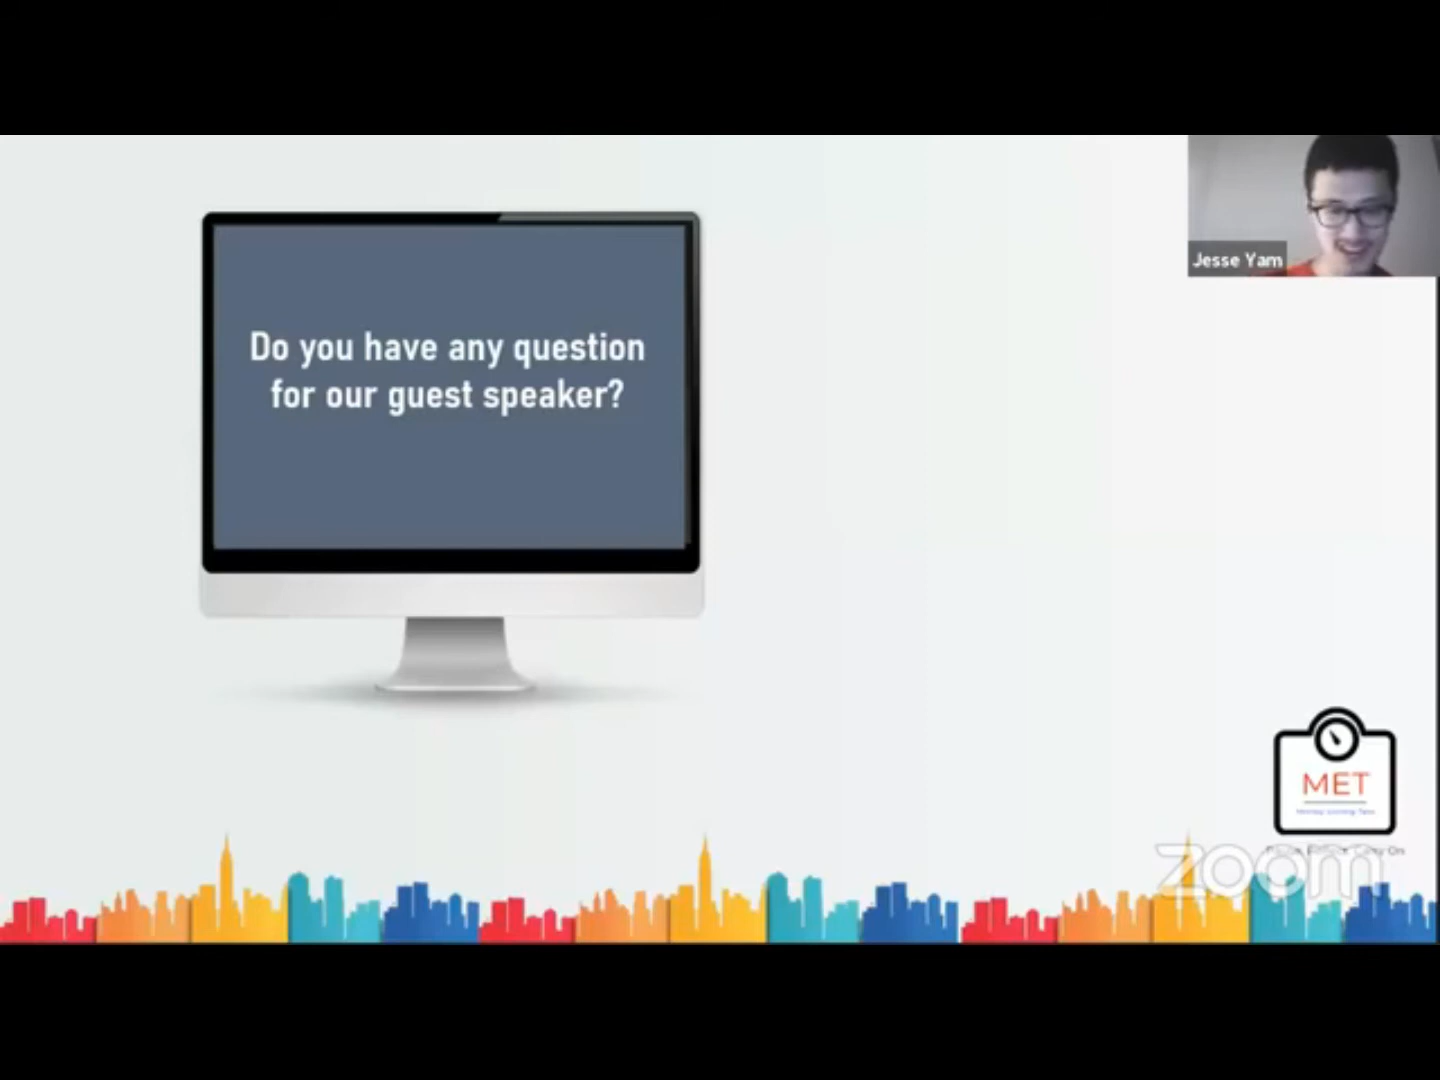 Do you have any question
for our guest speaker?
Jesse Yam
MET
zoom